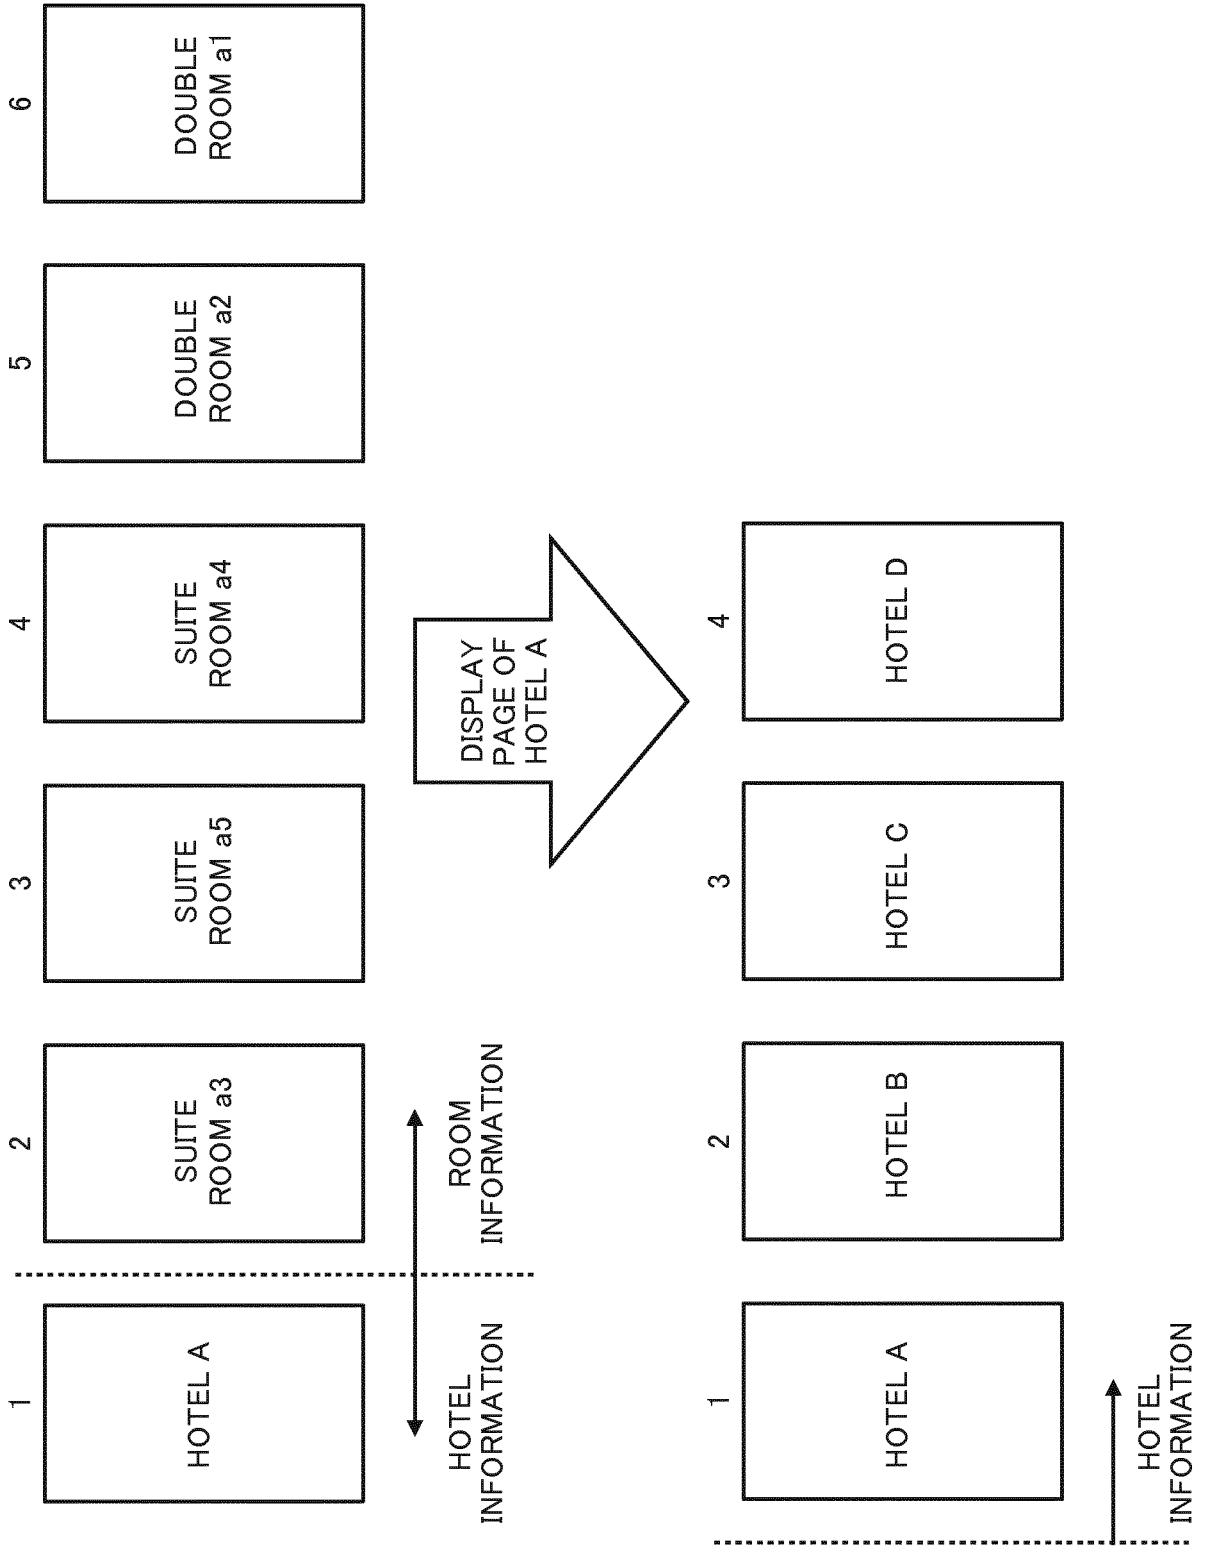 1
2
3
4
5
6
HOTEL A
SUITE
ROOM a3
SUITE
ROOM a5
SUITE
ROOM a4
DOUBLE
ROOM a2
DOUBLE
ROOM a1
HOTEL
INFORMATION
ROOM
INFORMATION
DISPLAY
PAGE OF
HOTEL A
1
2
3
4
HOTEL A
HOTEL B
HOTEL C
HOTEL D
HOTEL
INFORMATION